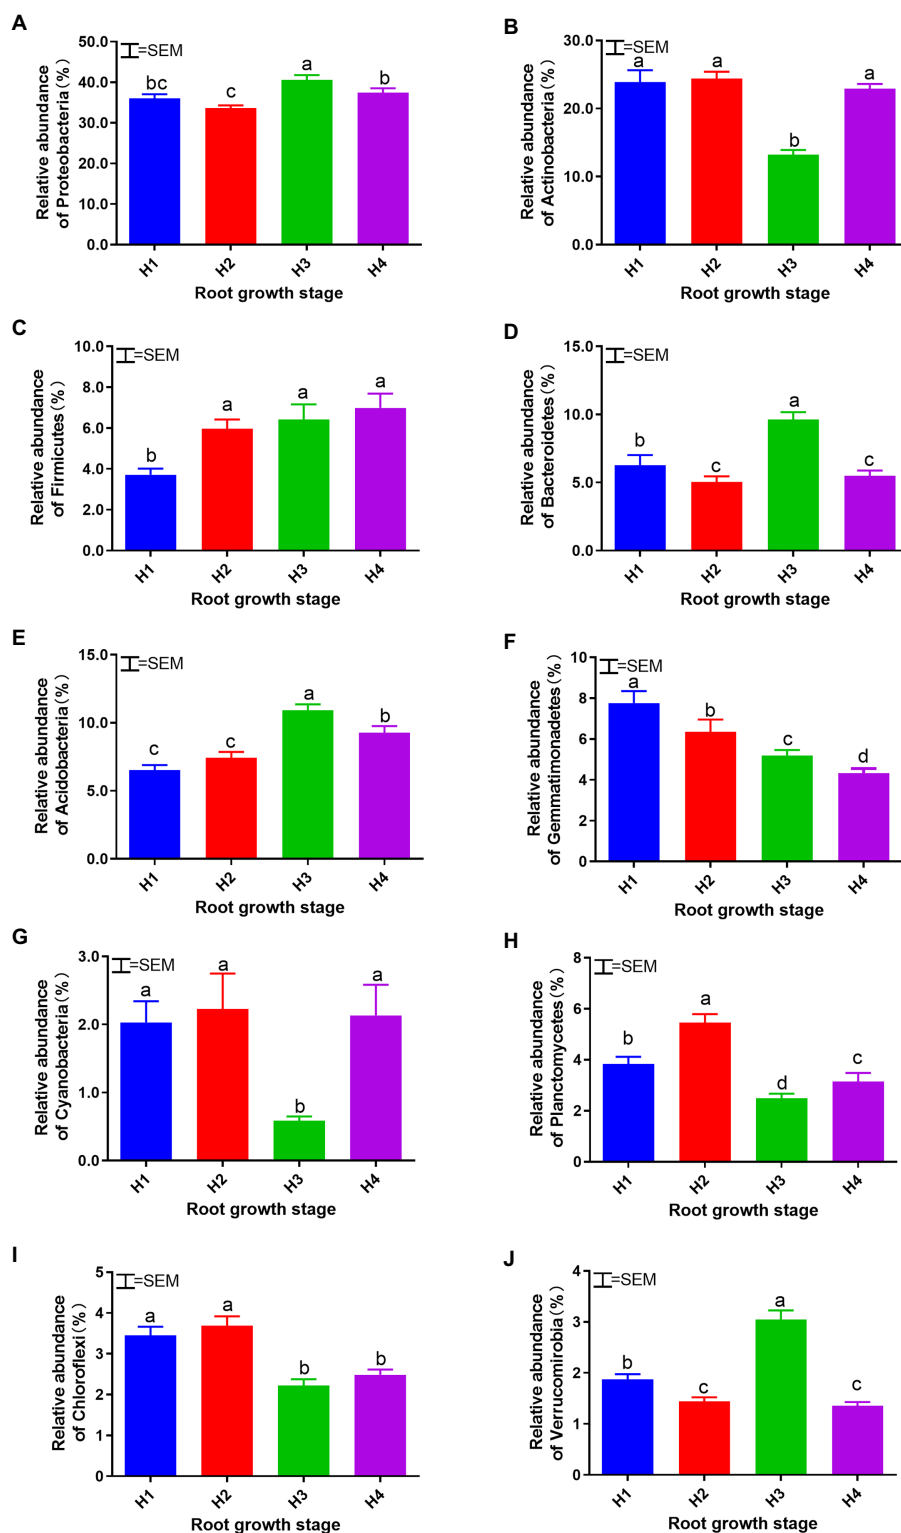 A
Relative abundance
of Proteobacteria(%)
50.0
40.0
30.0
20.0
10.0
0.0
=SEM
bc
c
a
b
H1
H2
H3
H4
Root growth stage
B
Relative abundance
of Actinobacteria(%)
30.0
20.0
10.0
0.0
=SEM
a
a
b
a
H1
H2
H3
H4
Root growth stage
C
Relative abundance
of Firmicutes(%)
10.0
8.0
6.0
4.0
2.0
0.0
=SEM
b
a
a
a
H1
H2
H3
H4
Root growth stage
D
Relative abundance
of Bacteroidetes(%)
15.0
10.0
5.0
0.0
=SEM
b
c
a
c
H1
H2
H3
H4
Root growth stage
E
Relative abundance
of Acidobacteria(%)
15.0
10.0
5.0
0.0
=SEM
c
c
a
b
H1
H2
H3
H4
Root growth stage
F
Relative abundance
of Gemmatimonadetes(%)
10
8
6
4
2
0
=SEM
a
b
c
d
H1
H2
H3
H4
Root growth stage
G
Relative abundance
of Cyanobacteria(%)
3.0
2.0
1.0
0.0
=SEM
a
a
b
a
H1
H2
H3
H4
Root growth stage
H
Relative abundance
of Planctomycetes(%)
8
6
4
2
0
=SEM
b
a
d
c
H1
H2
H3
H4
Root growth stage
I
Relative abundance
of Chloroflexi(%)
5
4
3
2
1
0
=SEM
a
a
b
b
H1
H2
H3
H4
Root growth stage
J
Relative abundance
of Verrucomirobia(%)
4
3
2
1
0
=SEM
b
c
a
c
H1
H2
H3
H4
Root growth stage